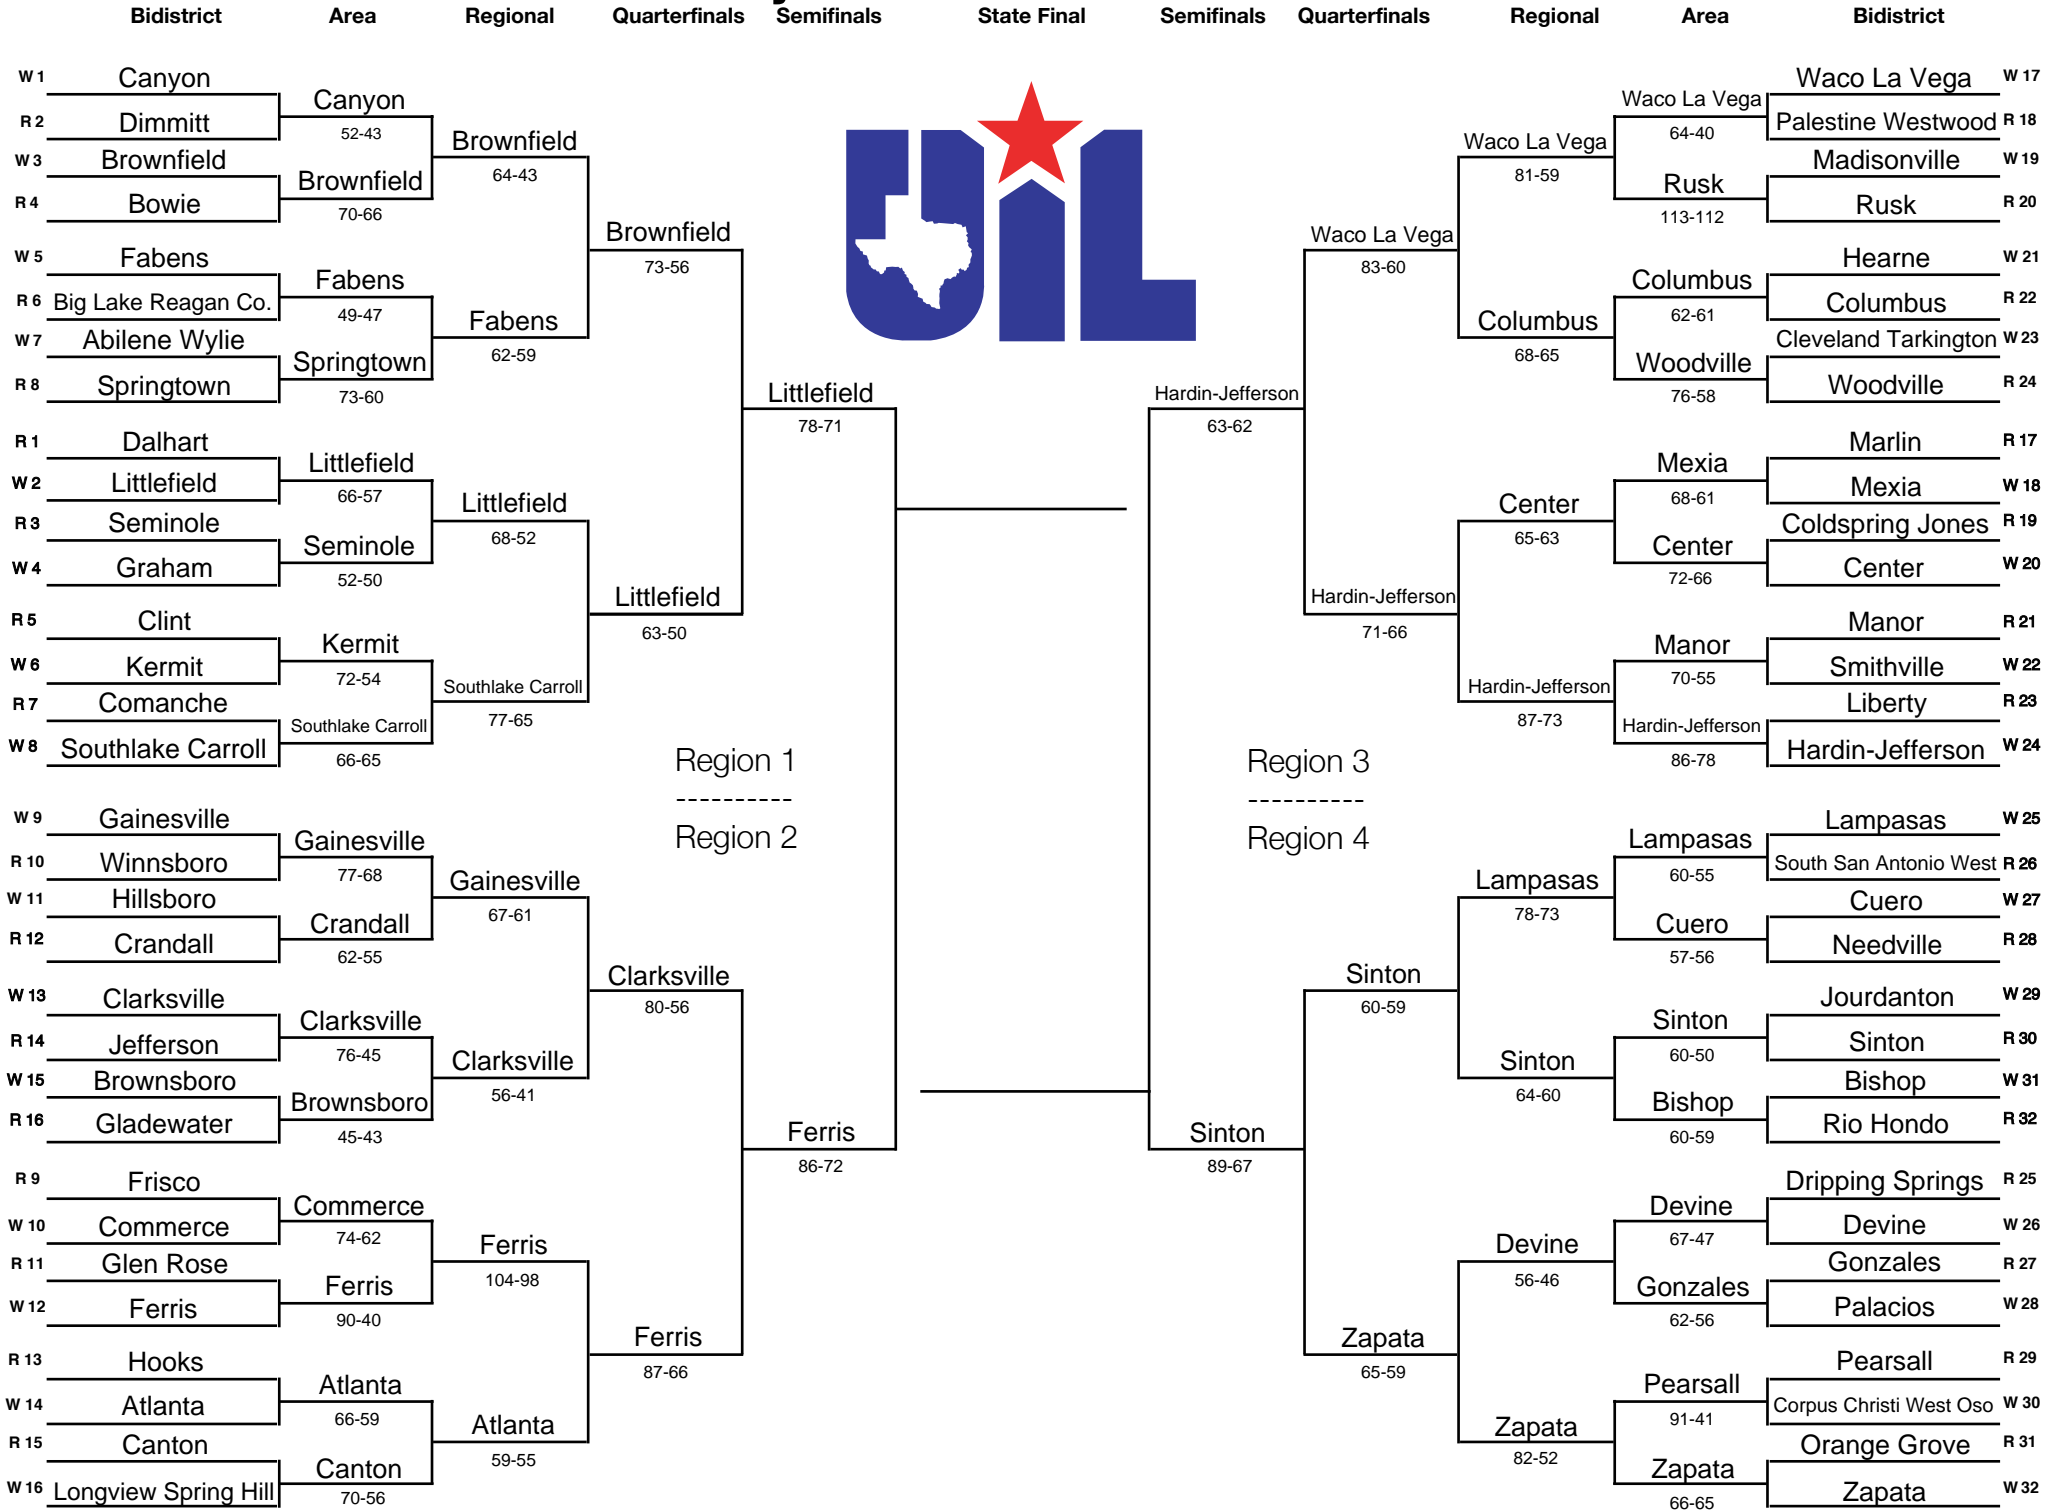 Bidistrict Area Regional Quarterfinals Semifinals State Final Semifinals Quarterfinals Regional Area Bidistrict
W 1 Canyon
Canyon
R 2 Dimmitt
52-43
Brownfield
W 3 Brownfield
64-43
Brownfield
R 4 Bowie
70-66
Brownfield
73-56
W 5 Fabens
Fabens
R 6 Big Lake Reagan Co.
49-47
Fabens
W 7 Abilene Wylie
62-59
Springtown
R 8 Springtown
73-60
Littlefield
78-71
R 1 Dalhart
Littlefield
W 2 Littlefield
66-57
Littlefield
R 3 Seminole
68-52
Seminole
W 4 Graham
52-50
Littlefield
63-50
R 5 Clint
Kermit
W 6 Kermit
72-54
Southlake Carroll
R 7 Comanche
77-65
Southlake Carroll
W 8 Southlake Carroll
66-65
Region 1
----------
Region 2
W 9 Gainesville
Gainesville
R 10 Winnsboro
77-68
Gainesville
W 11 Hillsboro
67-61
Crandall
R 12 Crandall
62-55
Clarksville
80-56
W 13 Clarksville
Clarksville
R 14 Jefferson
76-45
Clarksville
W 15 Brownsboro
56-41
Brownsboro
R 16 Gladewater
45-43
Ferris
86-72
R 9 Frisco
Commerce
W 10 Commerce
74-62
Ferris
R 11 Glen Rose
104-98
Ferris
W 12 Ferris
90-40
Ferris
87-66
R 13 Hooks
Atlanta
W 14 Atlanta
66-59
Atlanta
R 15 Canton
59-55
Canton
W 16 Longview Spring Hill
70-56
UIL
Waco La Vega W 17
Waco La Vega
Palestine Westwood R 18
64-40
Waco La Vega
Madisonville W 19
81-59
Rusk
Rusk R 20
113-112
Waco La Vega
83-60
Hearne W 21
Columbus
Columbus R 22
62-61
Columbus
Cleveland Tarkington W 23
68-65
Woodville
Woodville R 24
76-58
Hardin-Jefferson
63-62
Marlin R 17
Mexia
Mexia W 18
68-61
Center
Coldspring Jones R 19
65-63
Center
Center W 20
72-66
Hardin-Jefferson
71-66
Manor R 21
Manor
Smithville W 22
70-55
Hardin-Jefferson
Liberty R 23
87-73
Hardin-Jefferson
Hardin-Jefferson W 24
86-78
Region 3
----------
Region 4
Lampasas W 25
Lampasas
South San Antonio West R 26
60-55
Lampasas
Cuero W 27
78-73
Cuero
Needville R 28
57-56
Sinton
60-59
Jourdanton W 29
Sinton
Sinton R 30
60-50
Sinton
Bishop W 31
64-60
Bishop
Rio Hondo R 32
60-59
Sinton
89-67
Dripping Springs R 25
Devine
Devine W 26
67-47
Devine
Gonzales R 27
56-46
Gonzales
Palacios W 28
62-56
Zapata
65-59
Pearsall R 29
Pearsall
Corpus Christi West Oso W 30
91-41
Zapata
Orange Grove R 31
82-52
Zapata
Zapata W 32
66-65